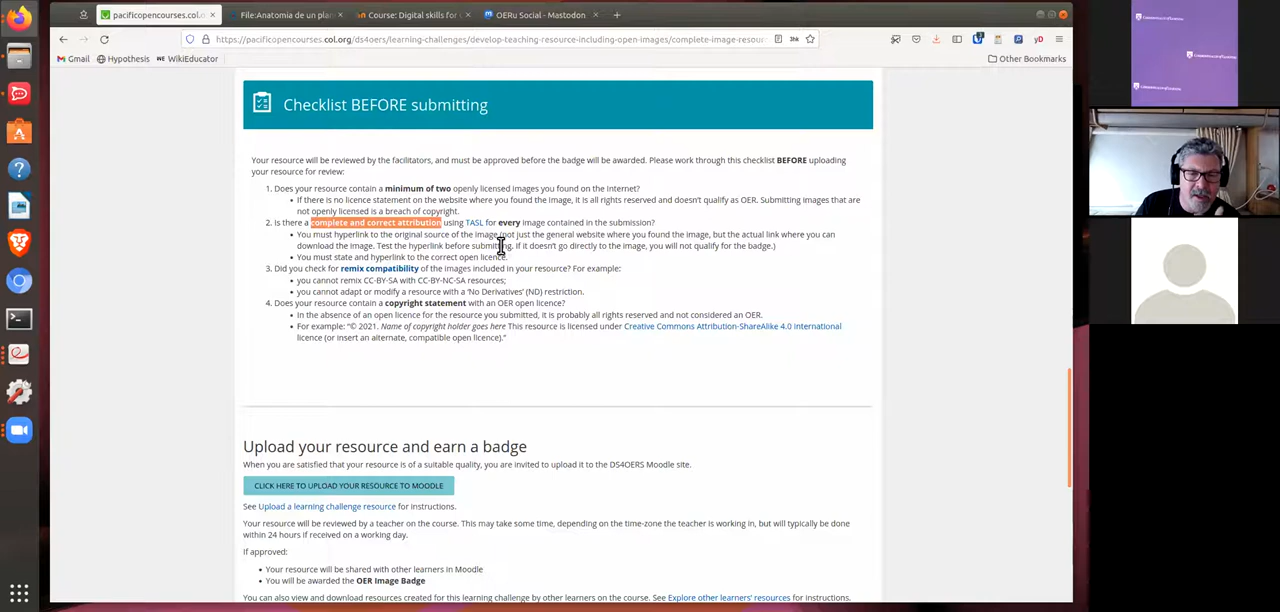 pacificopencourses.col.o
File:Anatomia de un plan
Course: Digital skills for
OERu Social - Mastodon
https://pacificopencourses.col.org/ds4oers/learning-challenges/develop-teaching-resource-including-open-images/complete-image-resou
Gmail
Hypothesis
WikiEducator
Other Bookmarks
Checklist BEFORE submitting
Your resource will be reviewed by the facilitators, and must be approved before the badge will be awarded. Please work through this checklist BEFORE uploading
your resource for review:
1. Does your resource contain a minimum of two openly licensed images you found on the Internet?
If there is no licence statement on the website where you found the image, it is all rights reserved and doesn't qualify as OER. Submitting images that are
not openly licensed is a breach of copyright.
2. Is there a complete and correct attribution using TASL for every image contained in the submission?
You must hyperlink to the original source of the image (not just the general website where you found the image, but the actual link where you can
download the image. Test the hyperlink before submitting. If it doesn't go directly to the image, you will not qualify for the badge.)
You must state and hyperlink to the correct open licence.
3. Did you check for remix compatibility of the images included in your resource? For example:
you cannot remix CC-BY-SA with CC-BY-NC-SA resources;
you cannot adapt or modify a resource with a 'No Derivatives' (ND) restriction.
4. Does your resource contain a copyright statement with an OER open licence?
In the absence of an open licence for the resource you submitted, it is probably all rights reserved and not considered an OER.
For example: "© 2021. Name of copyright holder goes here This resource is licensed under Creative Commons Attribution-ShareAlike 4.0 international
licence (or insert an alternate, compatible open licence)."
Upload your resource and earn a badge
When you are satisfied that your resource is of a suitable quality, you are invited to upload it to the DS4OERS Moodle site.
CLICK HERE TO UPLOAD YOUR RESOURCE TO MOODLE
See Upload a learning challenge resource for instructions.
Your resource will be reviewed by a teacher on the course. This may take some time, depending on the time-zone the teacher is working in, but will typically be done
within 24 hours if received on a working day.
If approved:
Your resource will be shared with other learners in Moodle
You will be awarded the OER Image Badge
You can also view and download resources created for this learning challenge by other learners on the course. See Explore other learners' resources for instructions.